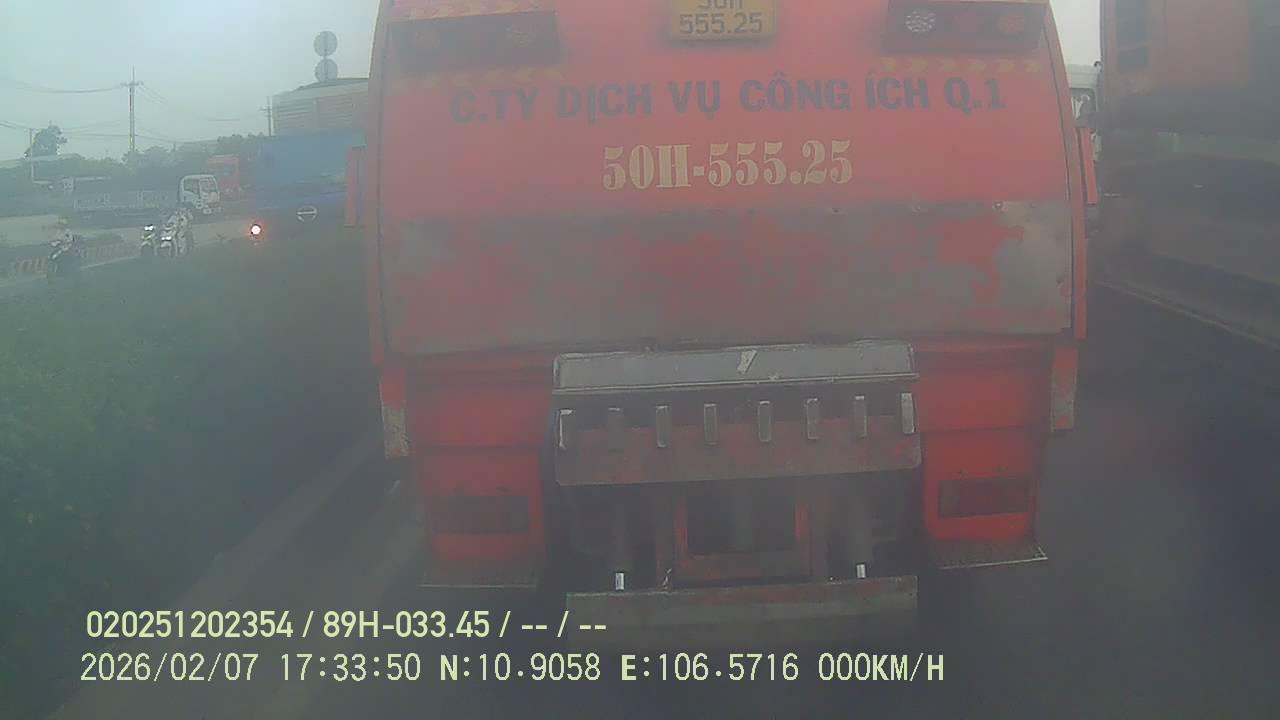 50H
555.25
C.TY DỊCH VỤ CÔNG ÍCH Q.1
50H-555.25
020251202354 / 89H-033.45 / -- / --
2026/02/07 17:33:50 N:10.9058 E:106.5716 000KM/H